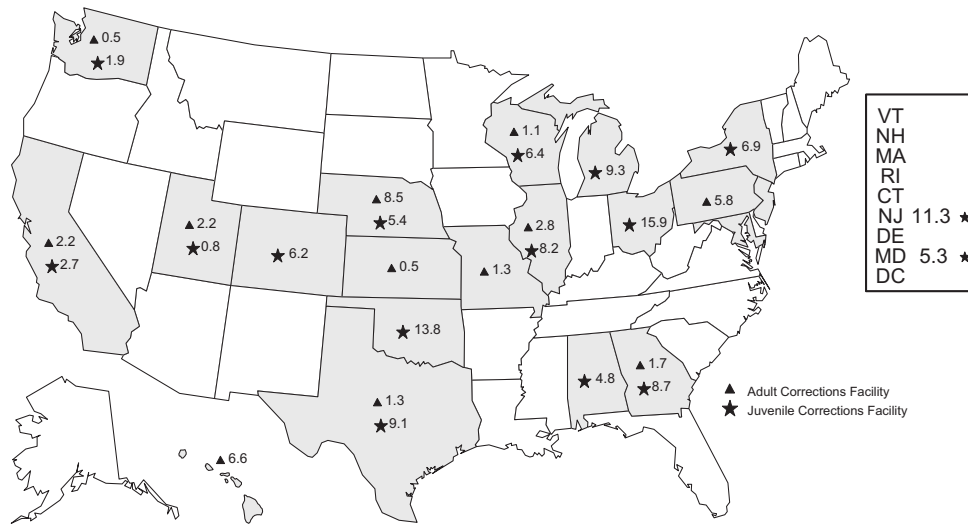 ▲ 0.5
★ 1.9
▲ 1.1
★ 6.4
★ 9.3
★ 6.9
VT
NH
MA
RI
CT
NJ 11.3 ★
DE
MD 5.3 ★
DC
▲ 8.5
★ 5.4
▲ 5.8
▲ 2.2
★ 0.8
▲ 2.8
★ 8.2
★ 15.9
▲ 2.2
★ 2.7
★ 6.2
▲ 0.5
▲ 1.3
★ 13.8
▲ 1.7
★ 8.7
★ 4.8
▲ 1.3
★ 9.1
▲ Adult Corrections Facility
★ Juvenile Corrections Facility
▲ 6.6